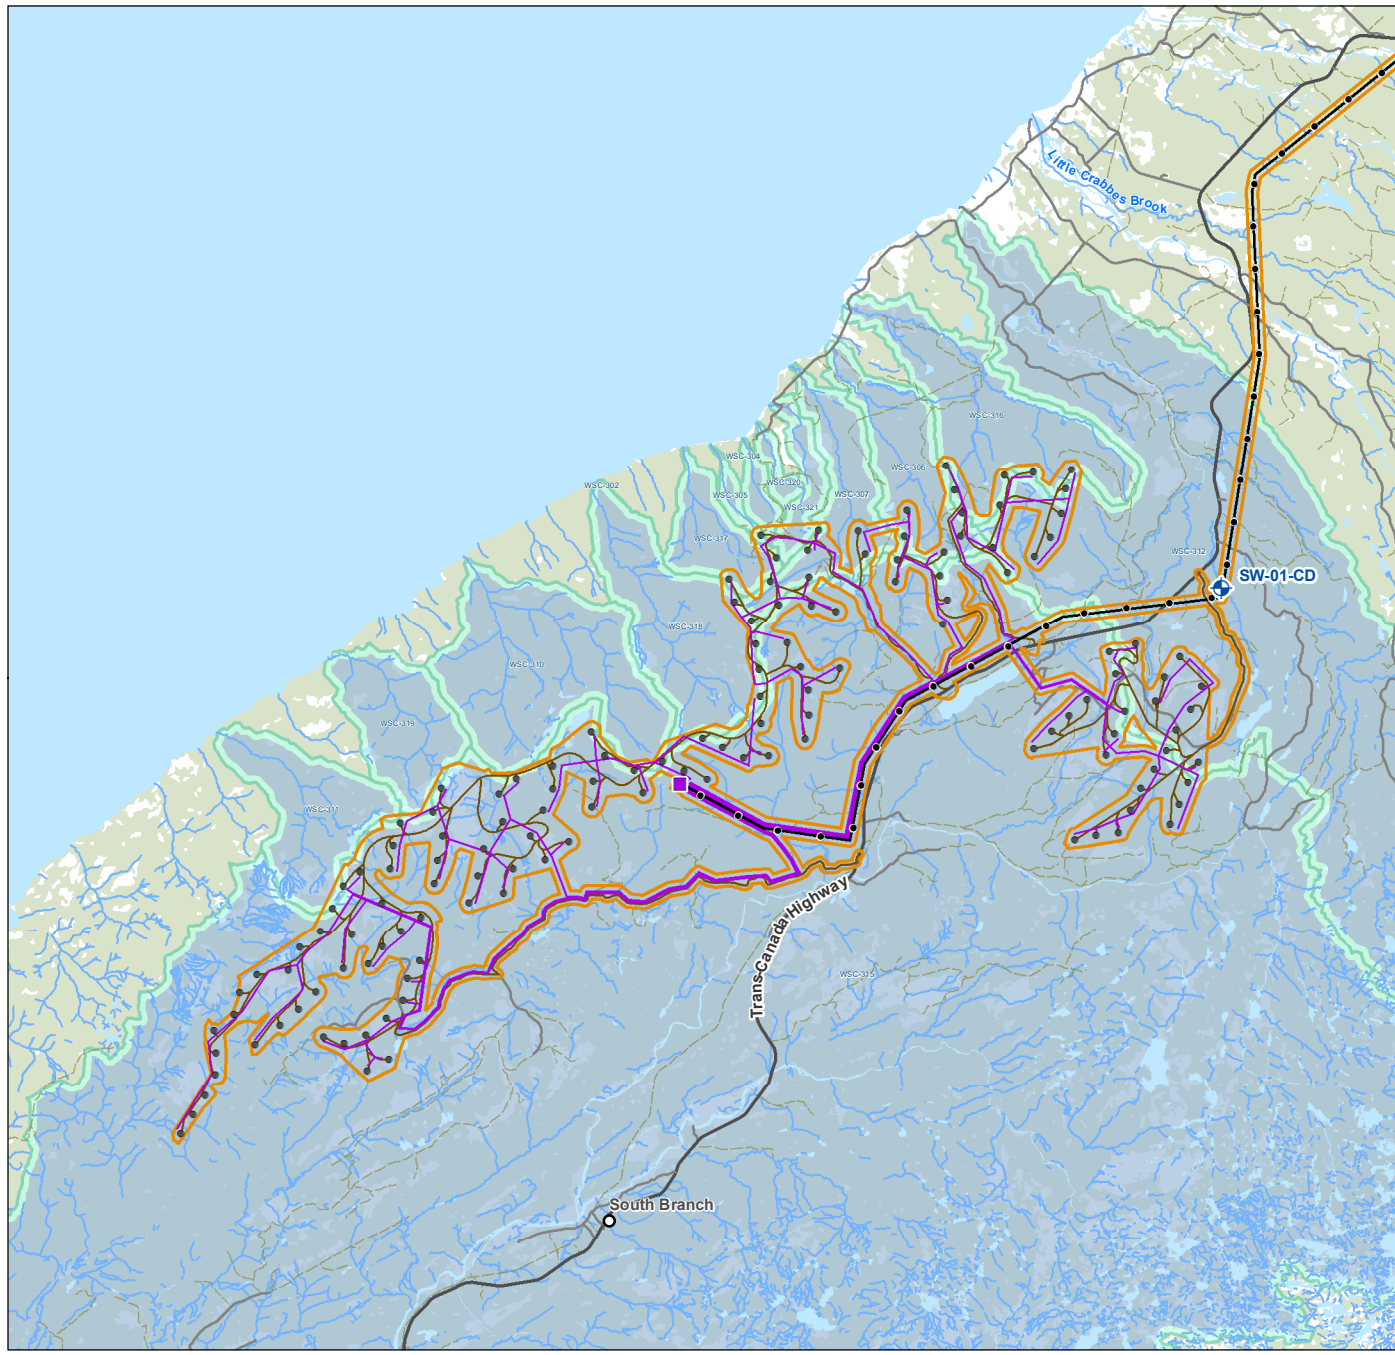 Little Crabbes Brook
WSC-316
WSC-304
WSC-306
WSC-302
WSC-320
WSC-305
WSC-307
WSC-321
WSC-317
WSC-312
SW-01-CD
WSC-318
WSC-310
WSC-319
WSC-311
Trans-Canada Highway
WSC-315
South Branch